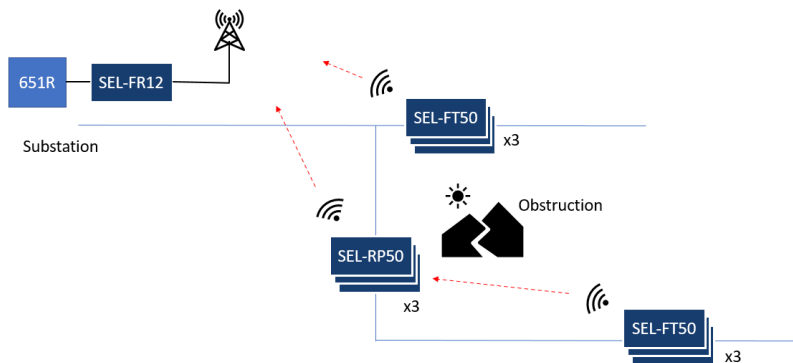 651R
SEL-FR12
SEL-FT50
x3
Substation
Obstruction
SEL-RP50
x3
SEL-FT50
x3